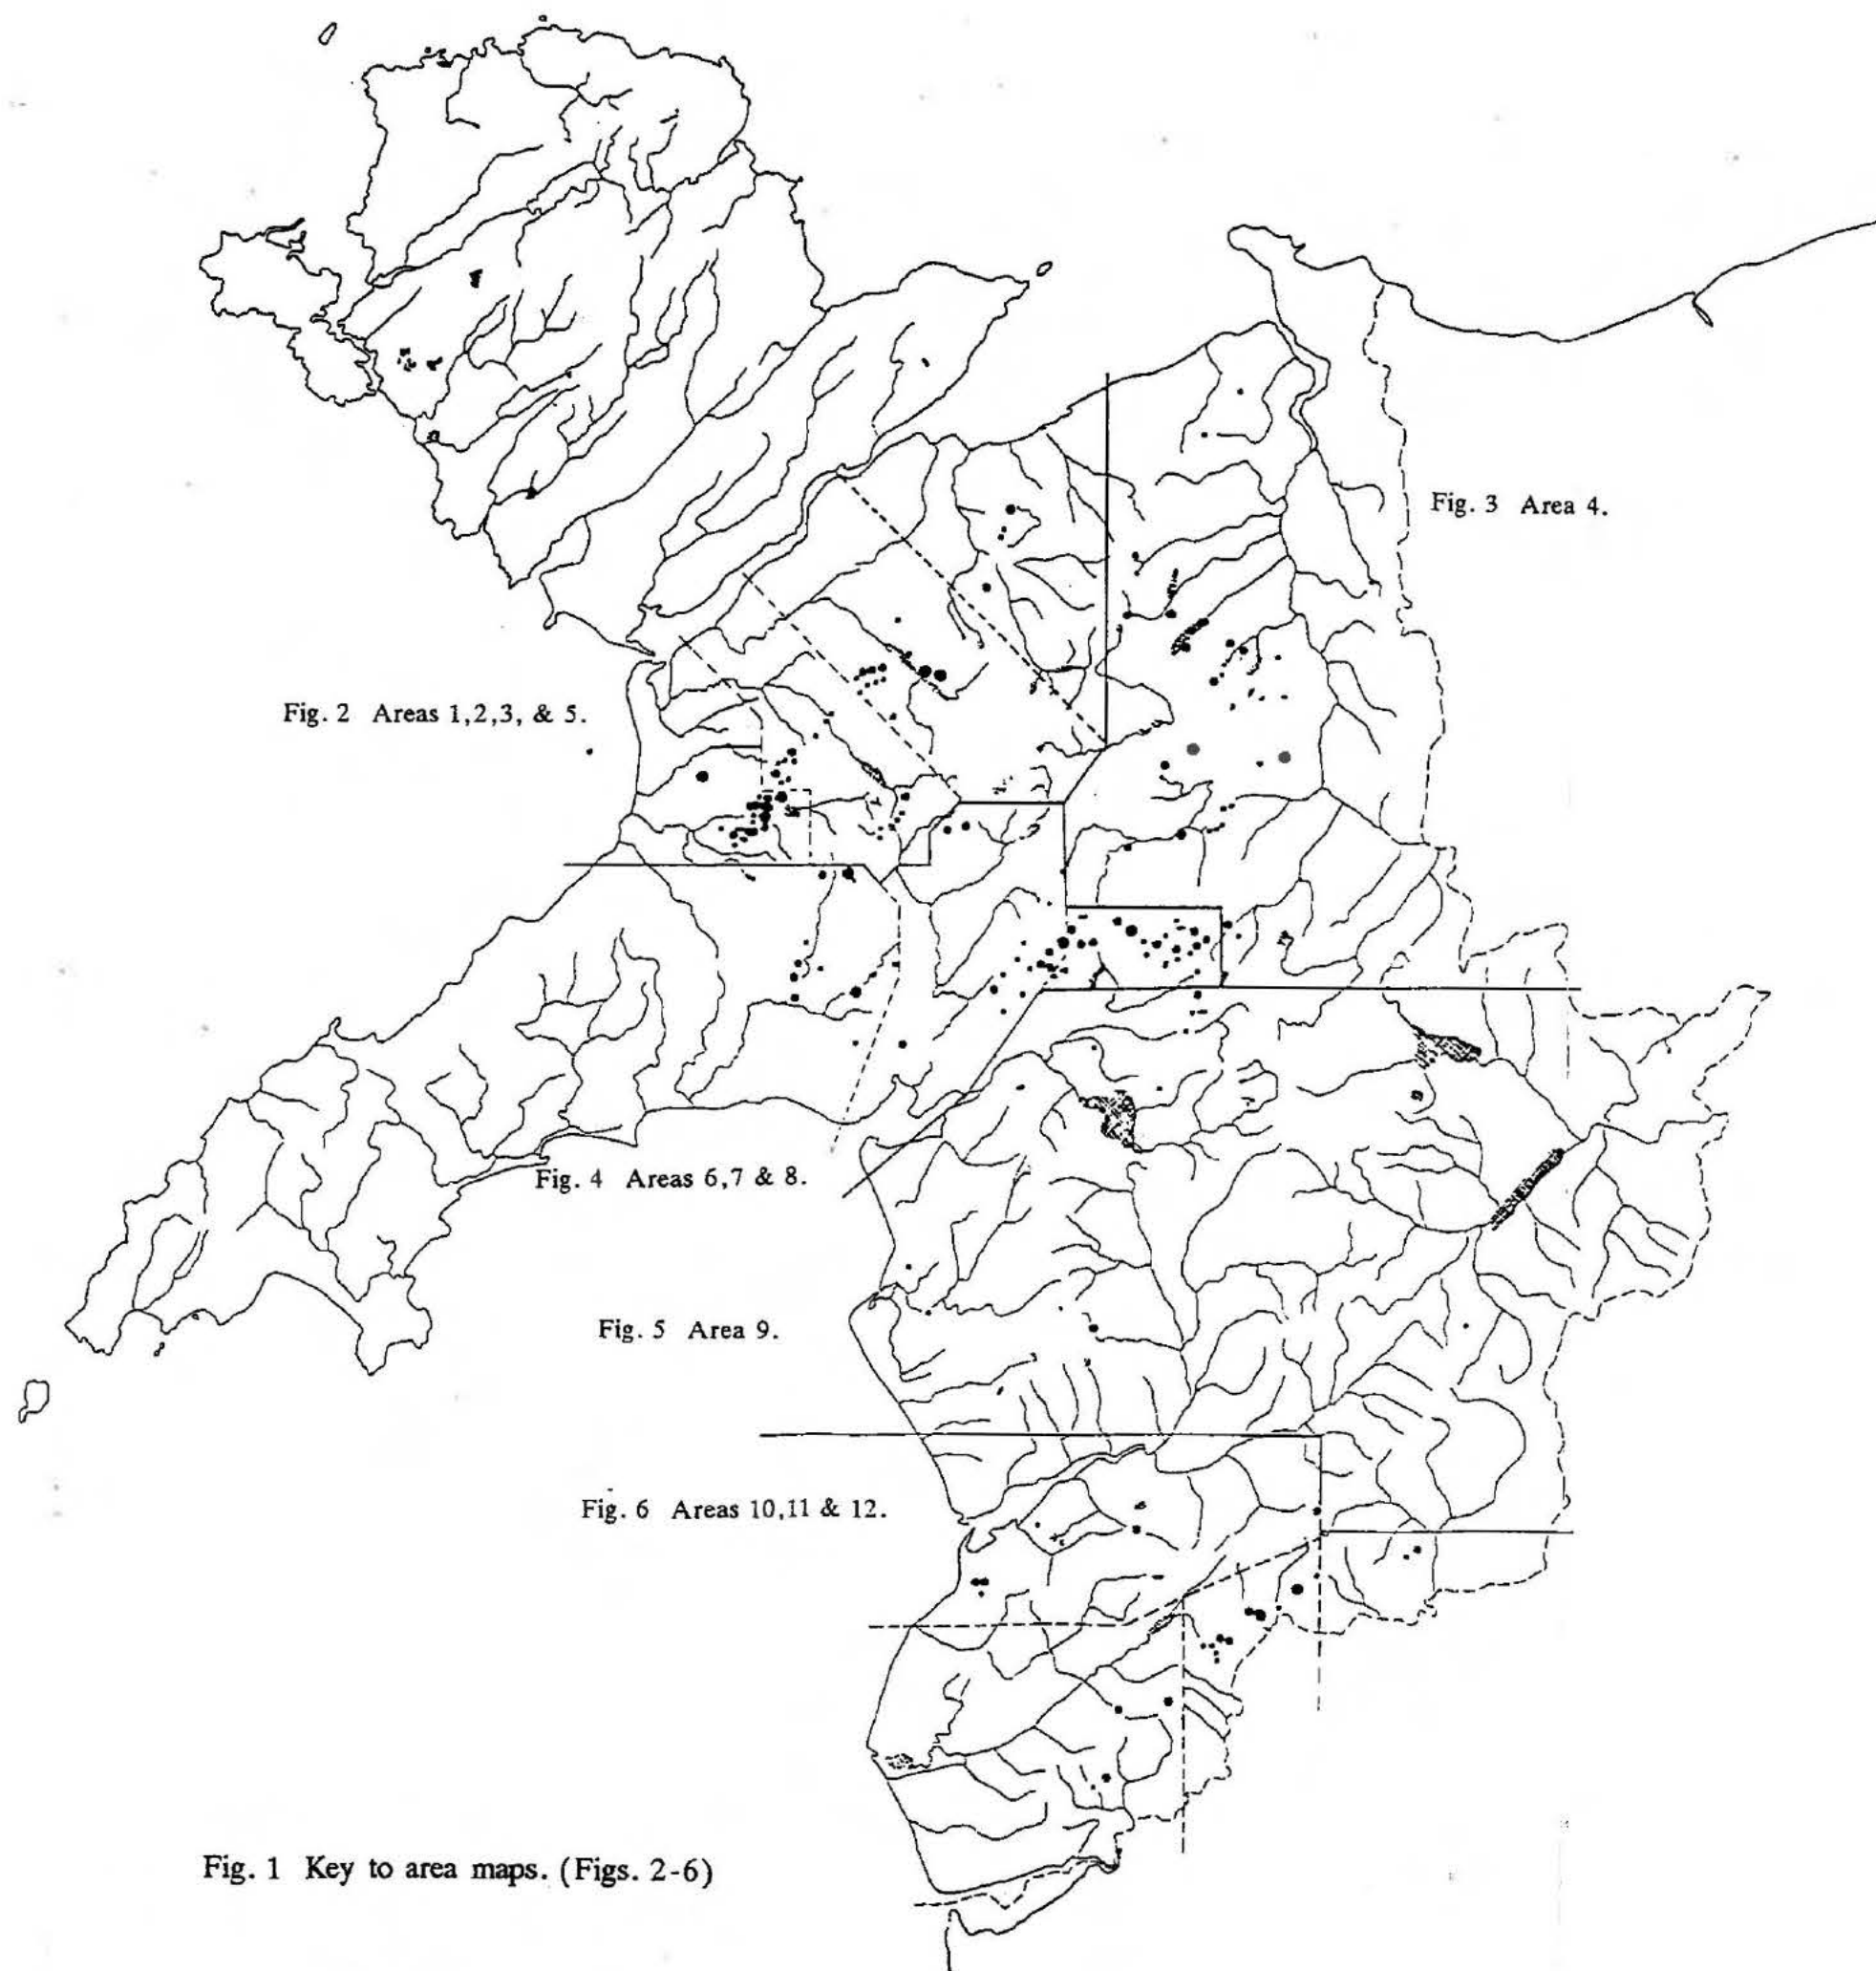 Fig. 3 Area 4.
Fig. 2 Areas 1,2,3, & 5.
Fig. 4 Areas 6,7 & 8.
Fig. 5 Area 9.
Fig. 6 Areas 10,11 & 12.
Fig. 1 Key to area maps. (Figs. 2-6)